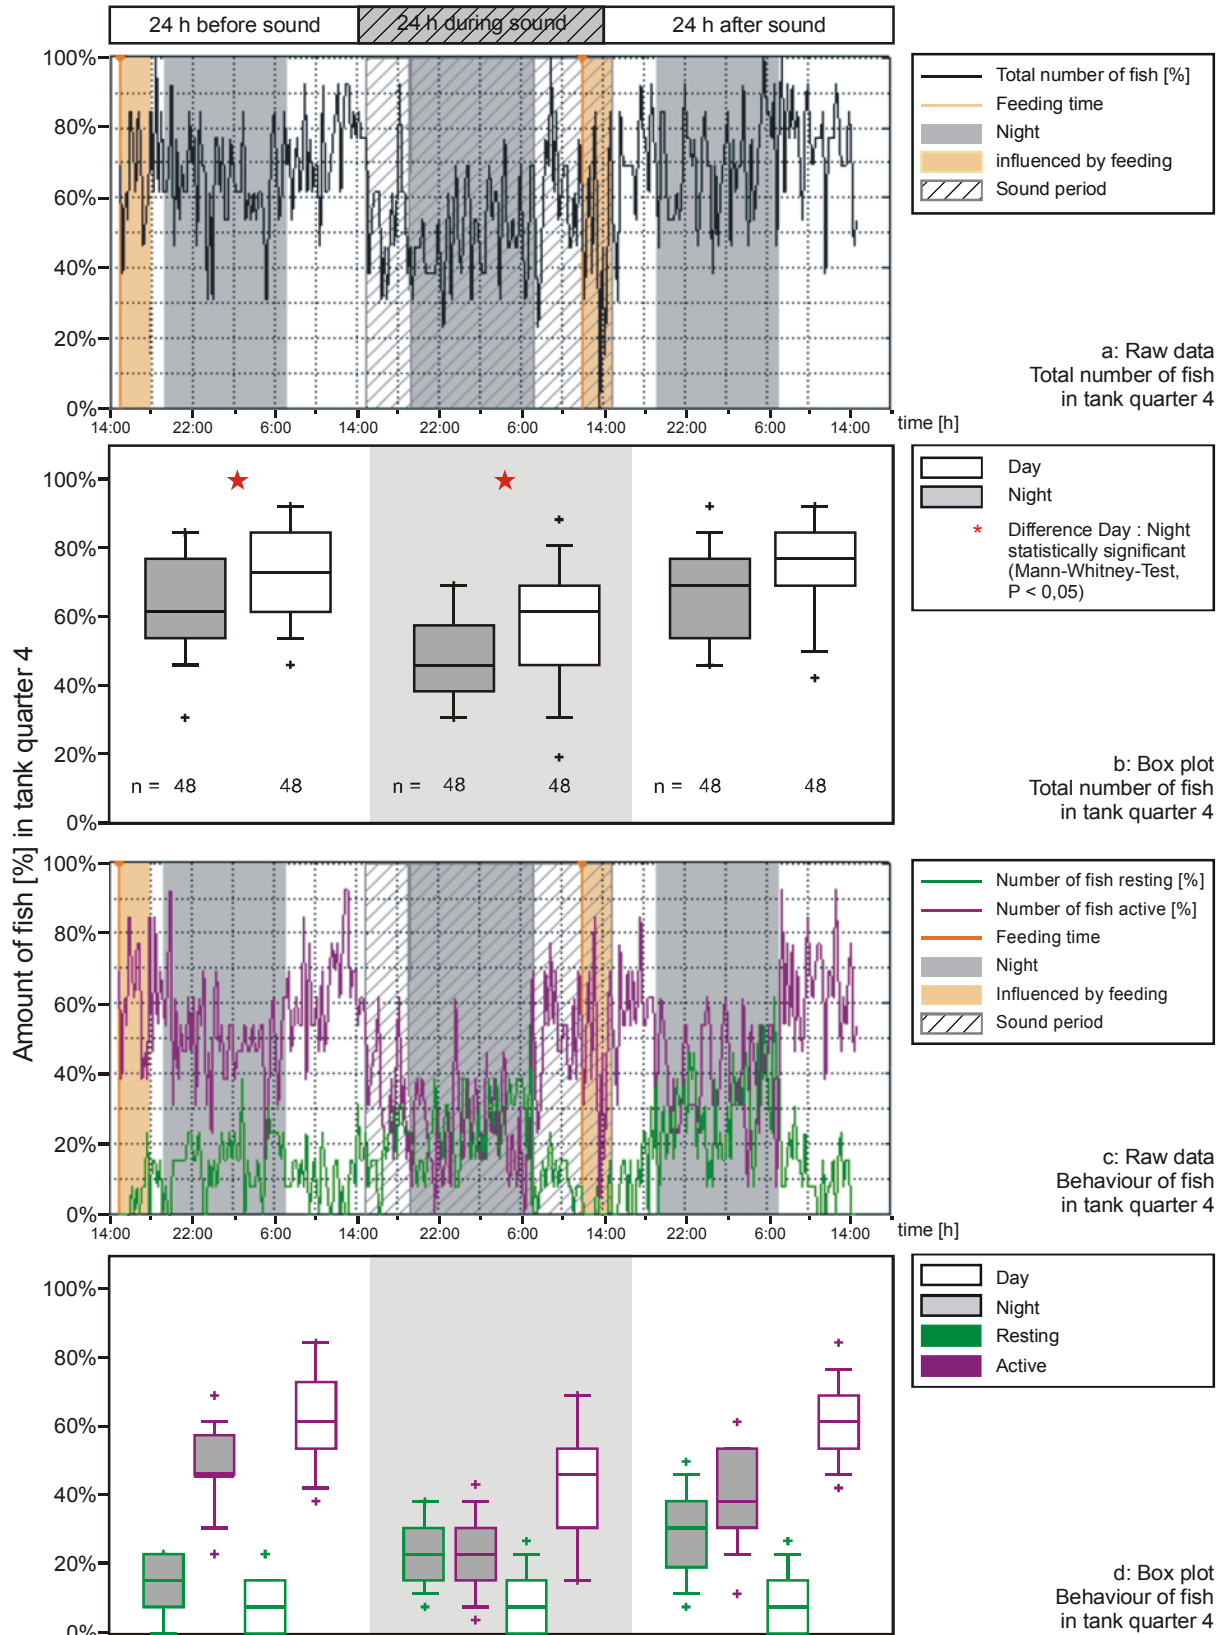 24 h before sound
24 h during sound
24 h after sound
Amount of fish [%] in tank quarter 4
100%
80%
60%
40%
20%
0%
14:00 22:00 6:00 14:00 22:00 6:00 14:00 22:00 6:00 14:00 time [h]
Total number of fish [%]
Feeding time
Night
influenced by feeding
Sound period
a: Raw data
Total number of fish
in tank quarter 4
100%
80%
60%
40%
20%
0%
n = 48 48 n = 48 48 n = 48 48
Day
Night
* Difference Day : Night
statistically significant
(Mann-Whitney-Test,
P < 0,05)
b: Box plot
Total number of fish
in tank quarter 4
100%
80%
60%
40%
20%
0%
14:00 22:00 6:00 14:00 22:00 6:00 14:00 22:00 6:00 14:00 time [h]
Number of fish resting [%]
Number of fish active [%]
Feeding time
Night
Influenced by feeding
Sound period
c: Raw data
Behaviour of fish
in tank quarter 4
100%
80%
60%
40%
20%
0%
Day
Night
Resting
Active
d: Box plot
Behaviour of fish
in tank quarter 4